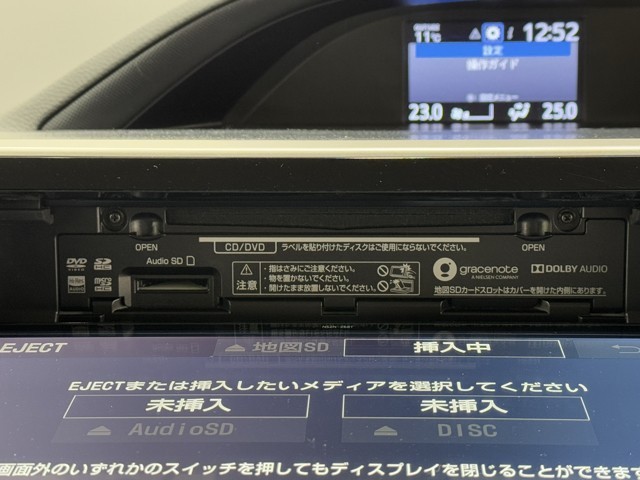 11℃
12:52
設定
操作ガイド
23.0
25.0
OPEN
CD/DVD ラベルを貼り付けたディスクはご使用にならないでください。
OPEN
DVD VIDEO
SD HC
Audio SD
Hi-Res AUDIO
micro SD HC
注意
・指はさみにご注意ください。
・物を置かないでください。
・開けたまま放置しないでください。
gracenote
A NIELSEN COMPANY
DOLBY AUDIO
地図SDカードスロットはカバーを開けた内側にあります。
EJECT
地図SD
挿入中
EJECTまたは挿入したいメディアを選択してください
未挿入
未挿入
AudioSD
DISC
画面外のいずれかのスイッチを押してもディスプレイを閉じることができま